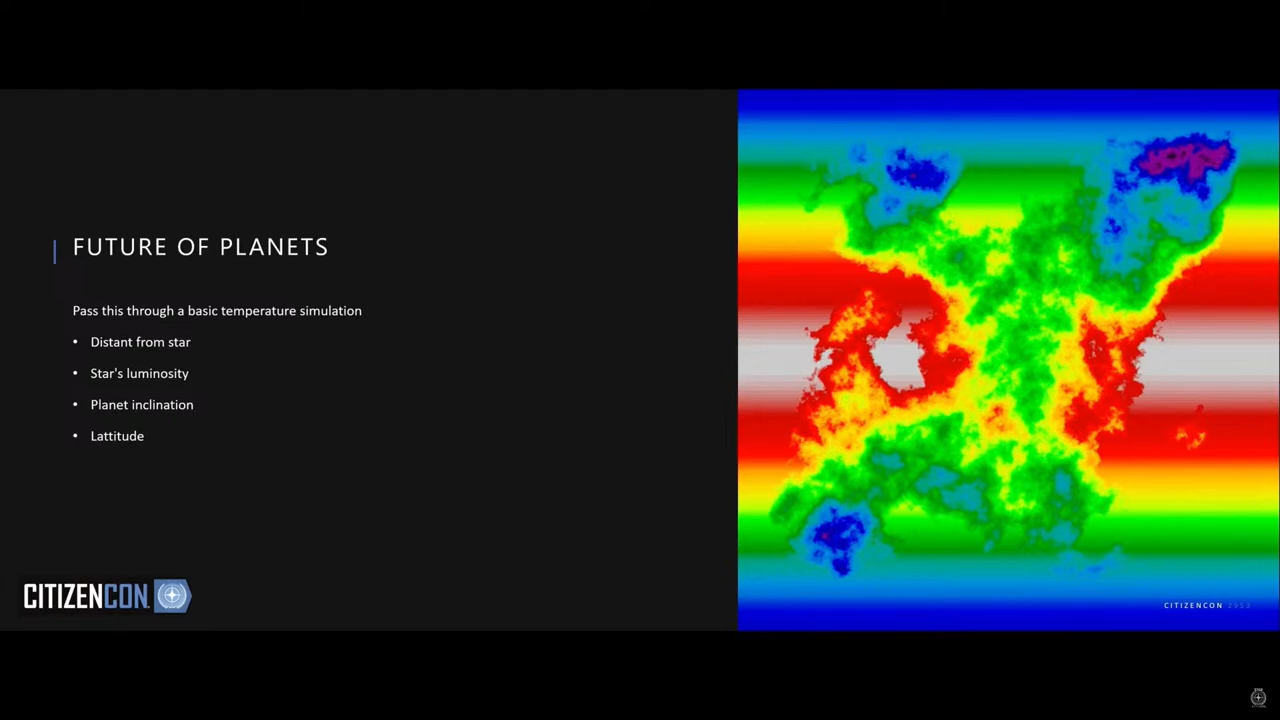 FUTURE OF PLANETS
Pass this through a basic temperature simulation
• Distant from star
• Star's luminosity
• Planet inclination
• Lattitude
CITIZENCON
CITIZENCON 2953